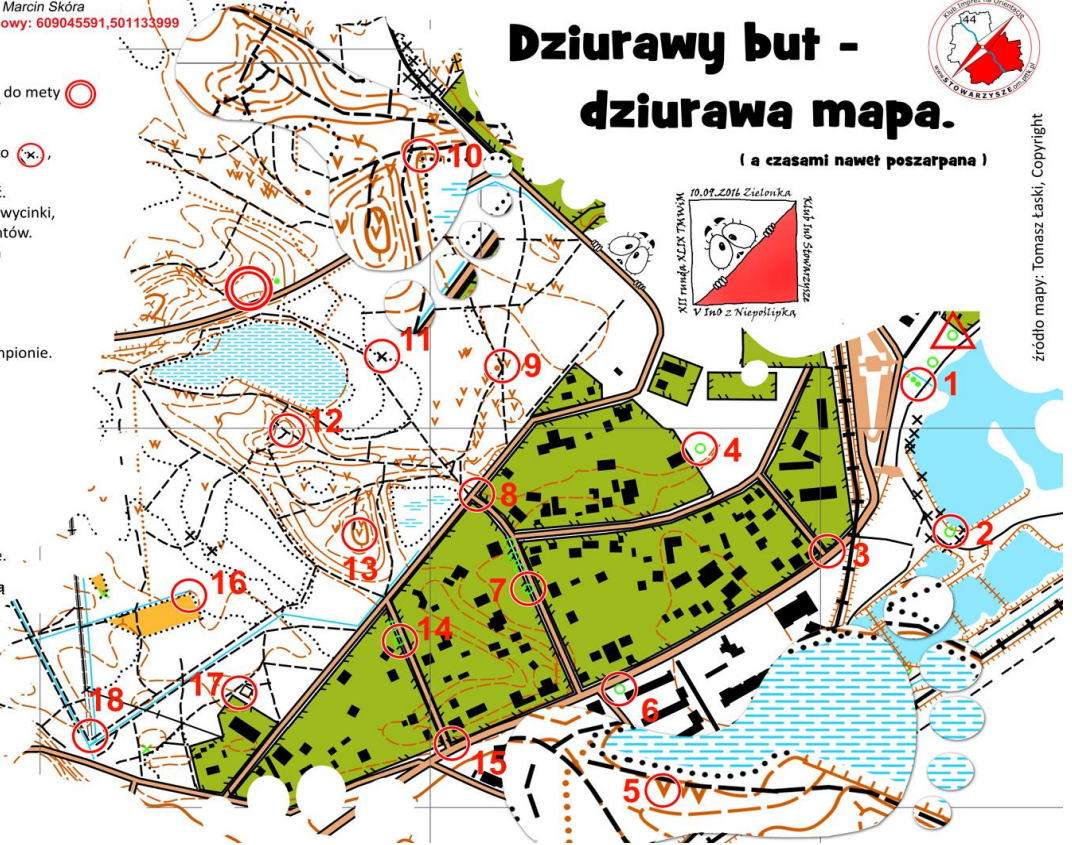 Marcin Skóra
owy: 609045591,501133999
Dziurawy but -
dziurawa mapa.
( a czasami nawet poszarpana )
Klub Imprez na Orientację
44
www.STOWARZYSZE.om.pttk.pl
do mety
o
,
wycinki,
tów.
mpionie.
10.09.2016 Zielonka
XII runda XLIX TMWiM
Klub InO Stowarzysze
V InO z Niepoślipką
źródło mapy: Tomasz Łaski, Copyright
10
11
9
1
12
4
8
2
3
13
7
16
14
17
18
6
15
5